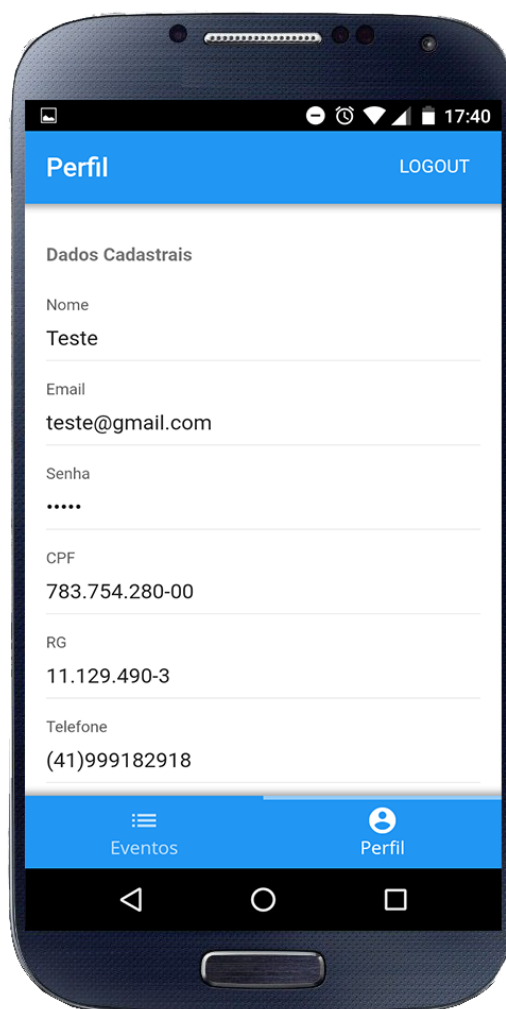 17:40
Perfil LOGOUT
Dados Cadastrais
Nome
Teste
Email
teste@gmail.com
Senha
•••••
CPF
783.754.280-00
RG
11.129.490-3
Telefone
(41)999182918
Eventos Perfil